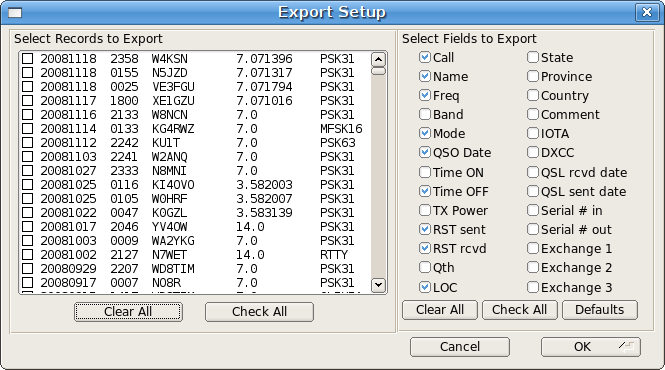 Export Setup
Select Records to Export
20081118 2358 W4KSN 7.071396 PSK31
20081118 0155 N5JZD 7.071317 PSK31
20081118 0025 VE3FGU 7.071794 PSK31
20081117 1800 XE1GZU 7.071016 PSK31
20081116 2133 W8NCN 7.0 PSK31
20081114 0133 KG4RWZ 7.0 MFSK16
20081112 2242 KU1T 7.0 PSK63
20081103 2241 W2ANQ 7.0 PSK31
20081027 2333 N8MNI 7.0 PSK31
20081025 0116 KI4OVO 3.582003 PSK31
20081025 0105 W0HRF 3.582007 PSK31
20081022 0047 K0GZL 3.583139 PSK31
20081017 2046 YV4OW 14.0 PSK31
20081003 0009 WA2YKG 7.0 PSK31
20081002 2127 N7WET 14.0 RTTY
20080929 2207 WD8TIM 7.0 PSK31
20080917 0007 NO8R 7.0 PSK31
Clear All Check All
Select Fields to Export
Call State
Name Province
Freq Country
Band Comment
Mode IOTA
QSO Date DXCC
Time ON QSL rcvd date
Time OFF QSL sent date
TX Power Serial # in
RST sent Serial # out
RST rcvd Exchange 1
Qth Exchange 2
LOC Exchange 3
Clear All Check All Defaults
Cancel OK